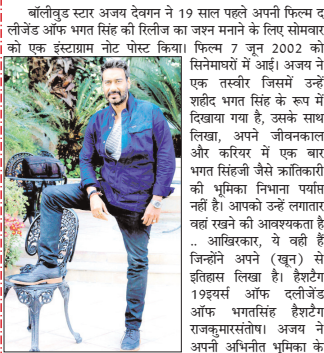 बॉलीवुड स्टार अजय देवगन ने 19 साल पहले अपनी फिल्म द
लीजेंड ऑफ भगत सिंह की रिलीज का जश्न मनाने के लिए सोमवार
को एक इंस्टाग्राम नोट पोस्ट किया। फिल्म 7 जून 2002 को
सिनेमाघरों में आई। अजय ने
एक तस्वीर जिसमें उन्हें
शहीद भगत सिंह के रूप में
दिखाया गया है, उसके साथ
लिखा, अपने जीवनकाल
और करियर में एक बार
भगत सिंहजी जैसे क्रांतिकारी
की भूमिका निभाना पर्याप्त
नहीं है। आपको उन्हें लगातार
वहां रखने की आवश्यकता है
.. आखिरकार, ये वही हैं
जिन्होंने अपने (खून) से
इतिहास लिखा है। हैशटैग
19इयर्स ऑफ दलीजेंड
ऑफ भगतसिंह हैशटैग
राजकुमारसंतोष। अजय ने
अपनी अभिनीत भूमिका के